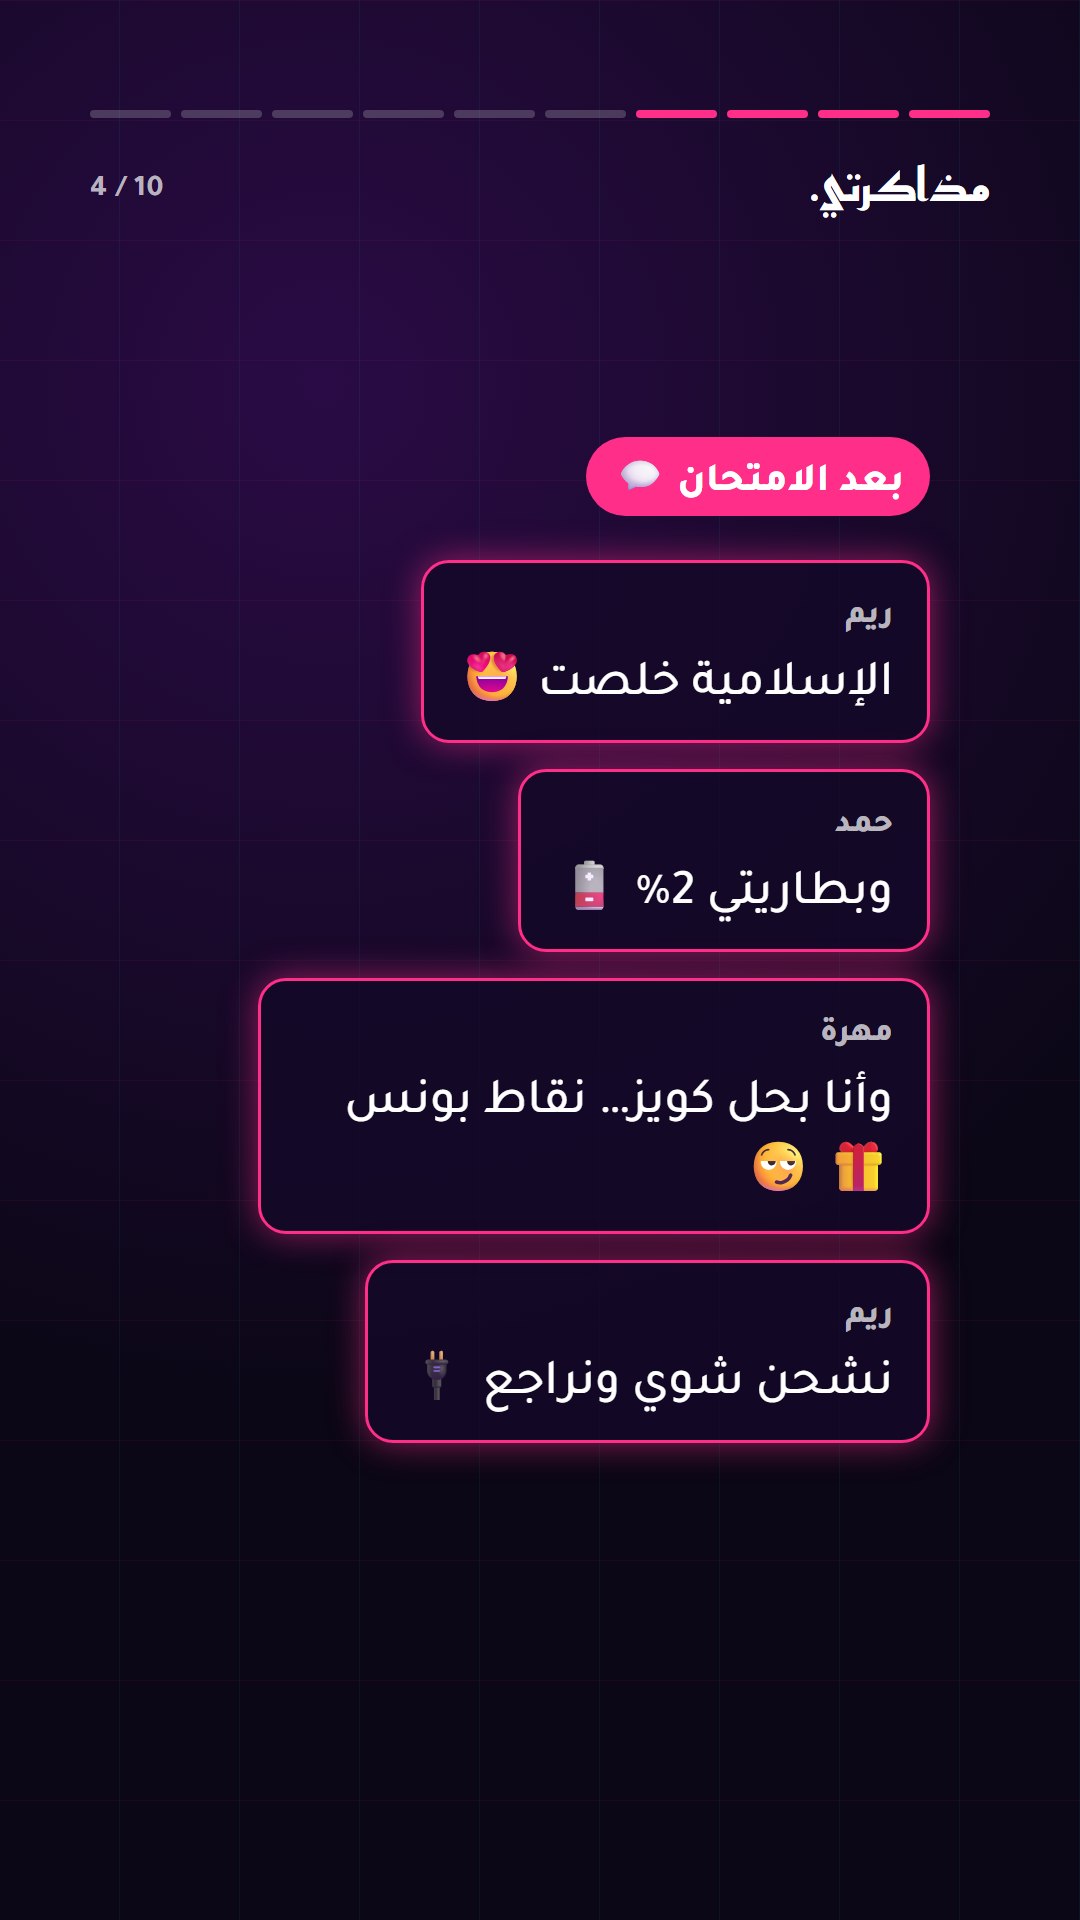 مذاكرتي.
4 / 10
بعد الامتحان 💬
ريم
الإسلامية خلصت 😍
حمد
وبطاريتي 2% 🪫
مهرة
وأنا بحل كويز... نقاط بونس
🎁 😏
ريم
نشحن شوي ونراجع 🔌